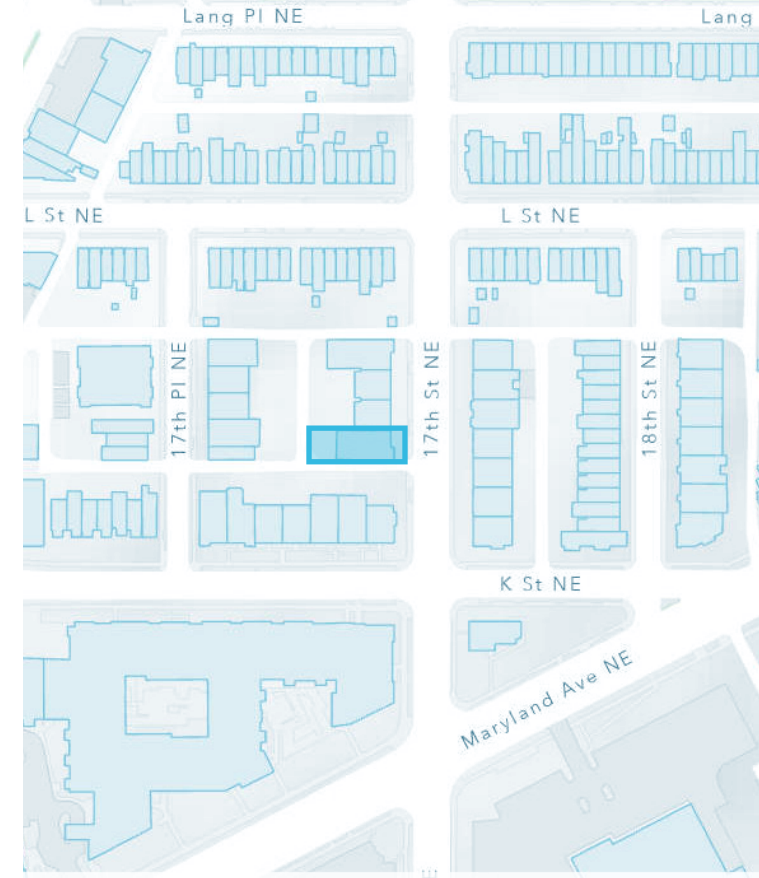 Lang Pl NE
Lang
L St NE
L St NE
17th Pl NE
17th St NE
18th St NE
K St NE
Maryland Ave NE